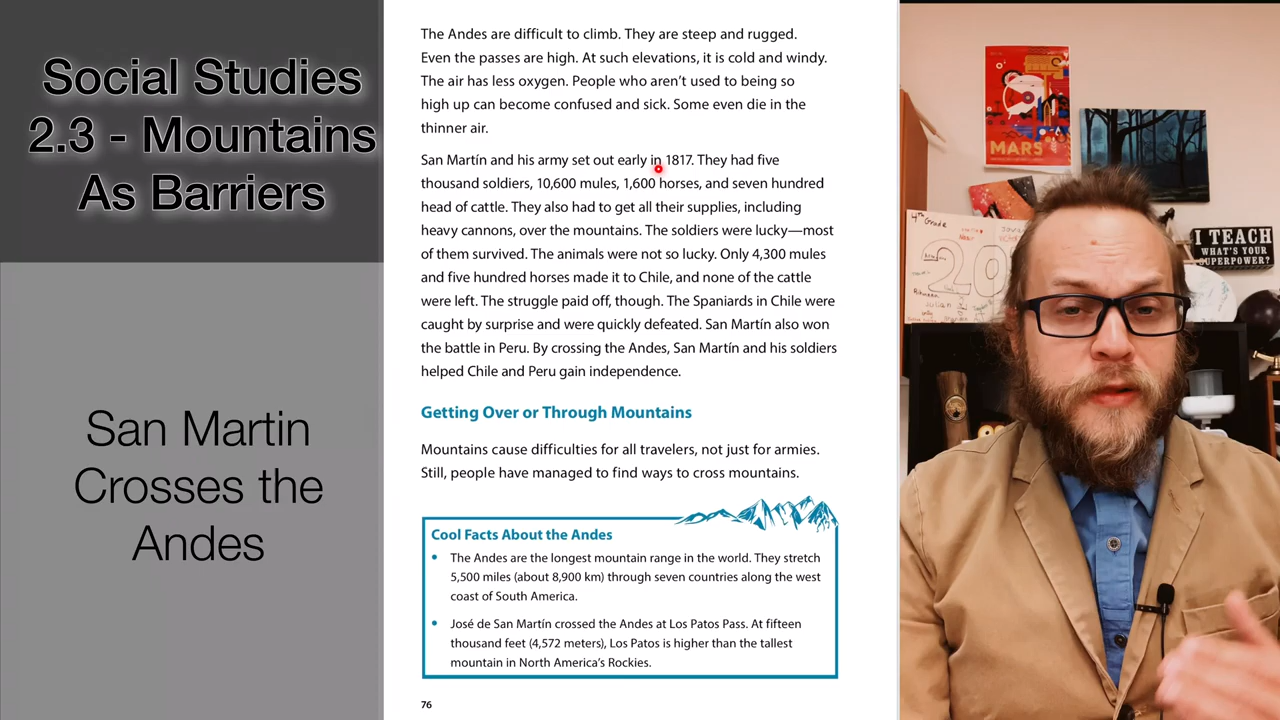 Social Studies
2.3 - Mountains
As Barriers
San Martin
Crosses the
Andes
The Andes are difficult to climb. They are steep and rugged.
Even the passes are high. At such elevations, it is cold and windy.
The air has less oxygen. People who aren’t used to being so
high up can become confused and sick. Some even die in the
thinner air.
San Martín and his army set out early in 1817. They had five
thousand soldiers, 10,600 mules, 1,600 horses, and seven hundred
head of cattle. They also had to get all their supplies, including
heavy cannons, over the mountains. The soldiers were lucky—most
of them survived. The animals were not so lucky. Only 4,300 mules
and five hundred horses made it to Chile, and none of the cattle
were left. The struggle paid off, though. The Spaniards in Chile were
caught by surprise and were quickly defeated. San Martín also won
the battle in Peru. By crossing the Andes, San Martín and his soldiers
helped Chile and Peru gain independence.
Getting Over or Through Mountains
Mountains cause difficulties for all travelers, not just for armies.
Still, people have managed to find ways to cross mountains.
Cool Facts About the Andes
• The Andes are the longest mountain range in the world. They stretch
5,500 miles (about 8,900 km) through seven countries along the west
coast of South America.
• José de San Martín crossed the Andes at Los Patos Pass. At fifteen
thousand feet (4,572 meters), Los Patos is higher than the tallest
mountain in North America’s Rockies.
76
MARS
4th Grade
20
I TEACH
WHAT'S YOUR
SUPERPOWER?